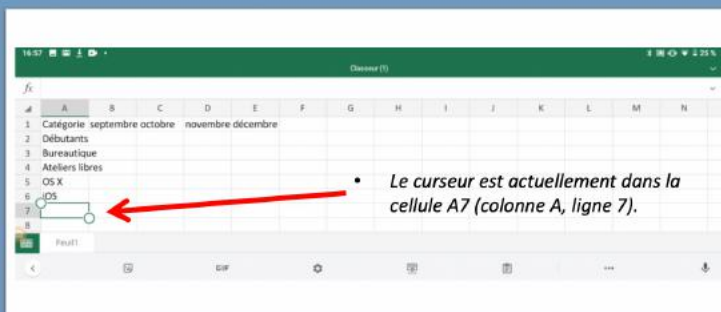 16:57
25 %
Classeur (1)
fx
A B C D E F G H I J K L M N
1 Catégorie septembre octobre novembre décembre
2 Débutants
3 Bureautique
4 Ateliers libres
5 OS X
6 iOS
7
8
• Le curseur est actuellement dans la
cellule A7 (colonne A, ligne 7).
Feuil1
GIF